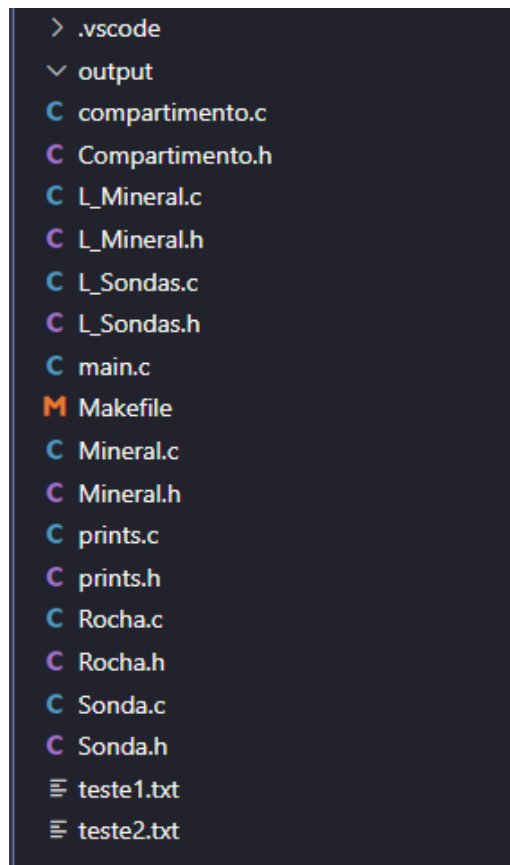 .vscode
output
C compartimento.c
C Compartimento.h
C L_Mineral.c
C L_Mineral.h
C L_Sondas.c
C L_Sondas.h
C main.c
M Makefile
C Mineral.c
C Mineral.h
C prints.c
C prints.h
C Rocha.c
C Rocha.h
C Sonda.c
C Sonda.h
teste1.txt
teste2.txt